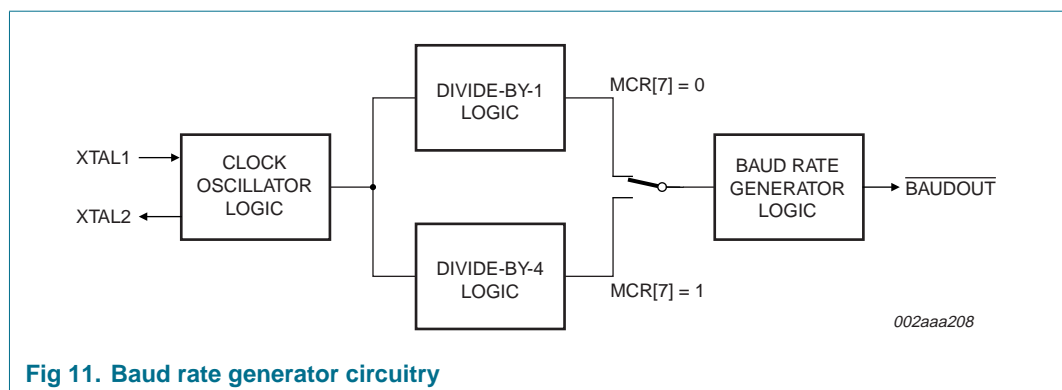 DIVIDE-BY-1
LOGIC
MCR[7] = 0
XTAL1
XTAL2
CLOCK
OSCILLATOR
LOGIC
BAUD RATE
GENERATOR
LOGIC
BAUDOUT
DIVIDE-BY-4
LOGIC
MCR[7] = 1
002aaa208
Fig 11. Baud rate generator circuitry